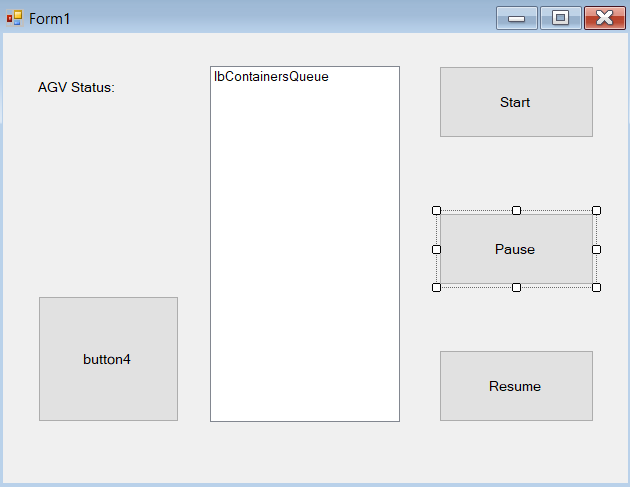 Form1
AGV Status:
lbContainersQueue
Start
Pause
button4
Resume